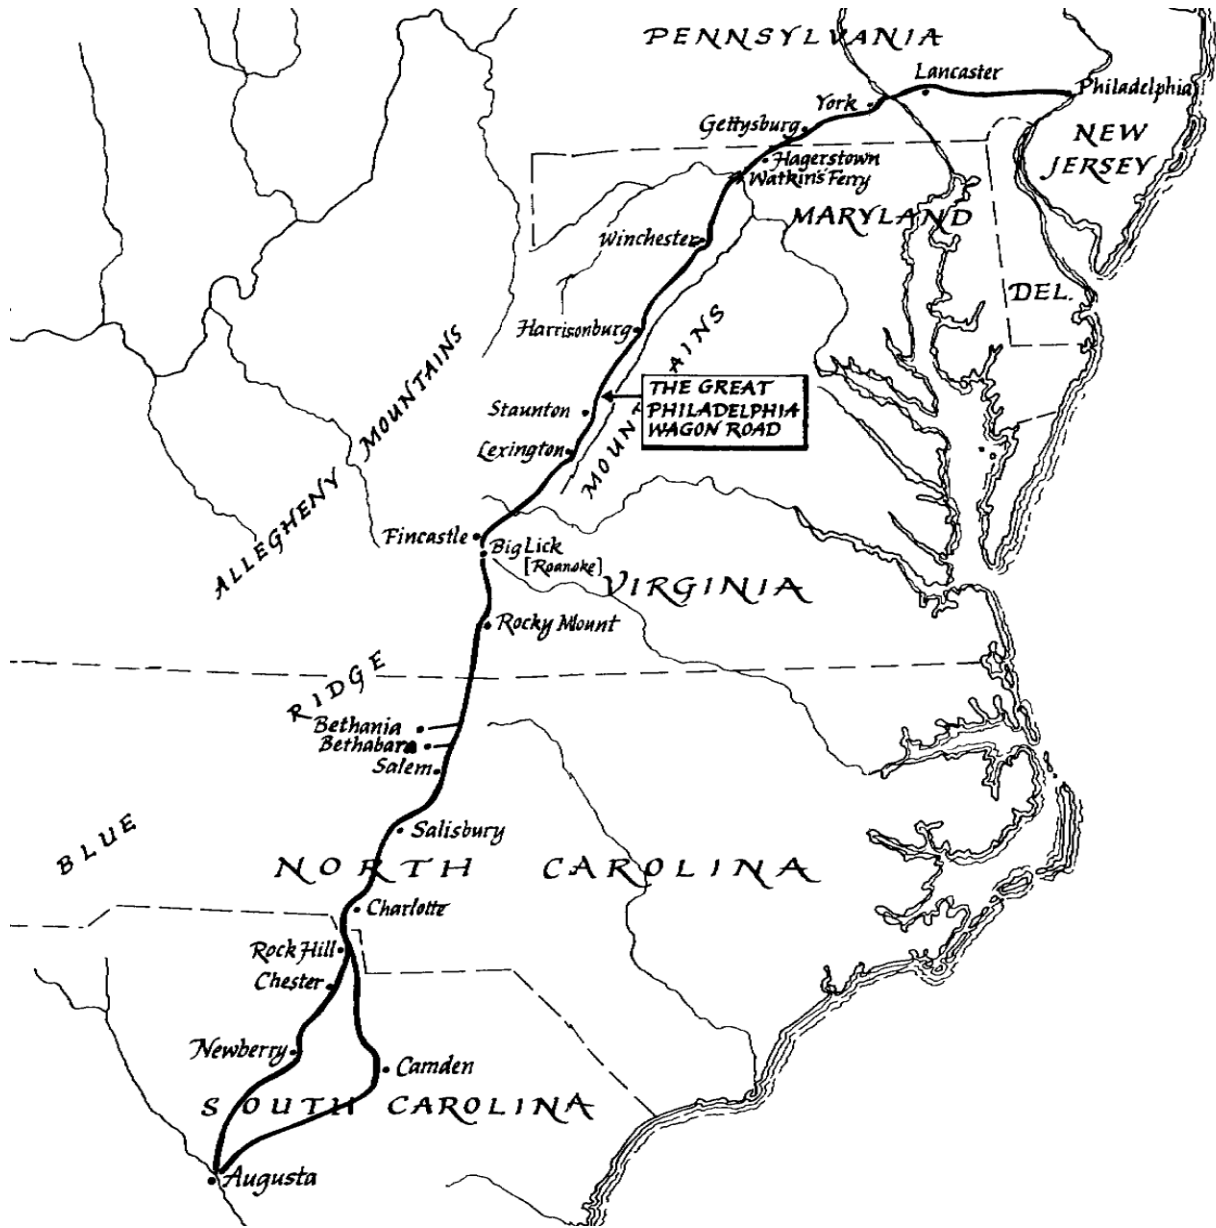 PENNSYLVANIA
Lancaster
Philadelphia
York
Gettysburg
NEW
JERSEY
Hagerstown
Watkin's Ferry
MARYLAND
Winchester
DEL.
Harrisonburg
ALLEGHENY MOUNTAINS
THE GREAT
PHILADELPHIA
WAGON ROAD
Staunton
Lexington
Fincastle
Big Lick
[Roanoke]
VIRGINIA
Rocky Mount
BLUE RIDGE MOUNTAINS
Bethania
Bethabara
Salem
Salisbury
NORTH CAROLINA
Charlotte
Rock Hill
Chester
Newberry
Camden
SOUTH CAROLINA
Augusta